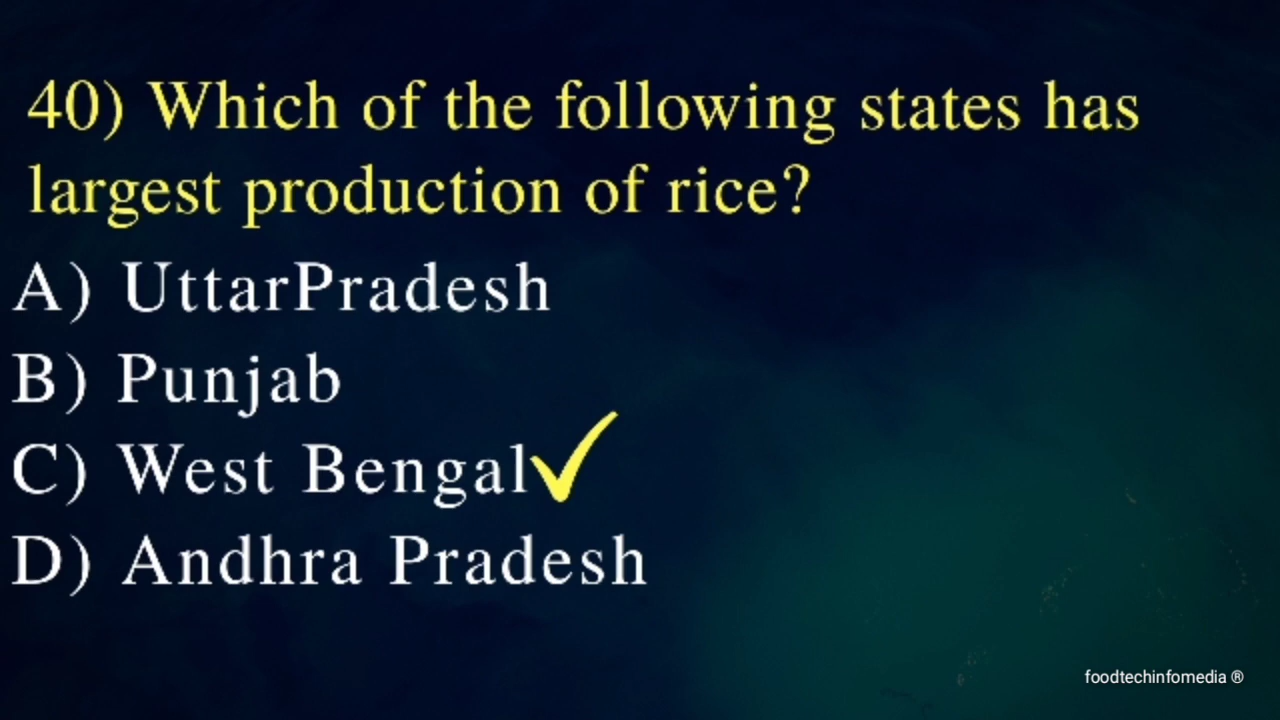 40) Which of the following states has
largest production of rice?
A) UttarPradesh
B) Punjab
C) West Bengal✓
D) Andhra Pradesh
foodtechinfomedia ®